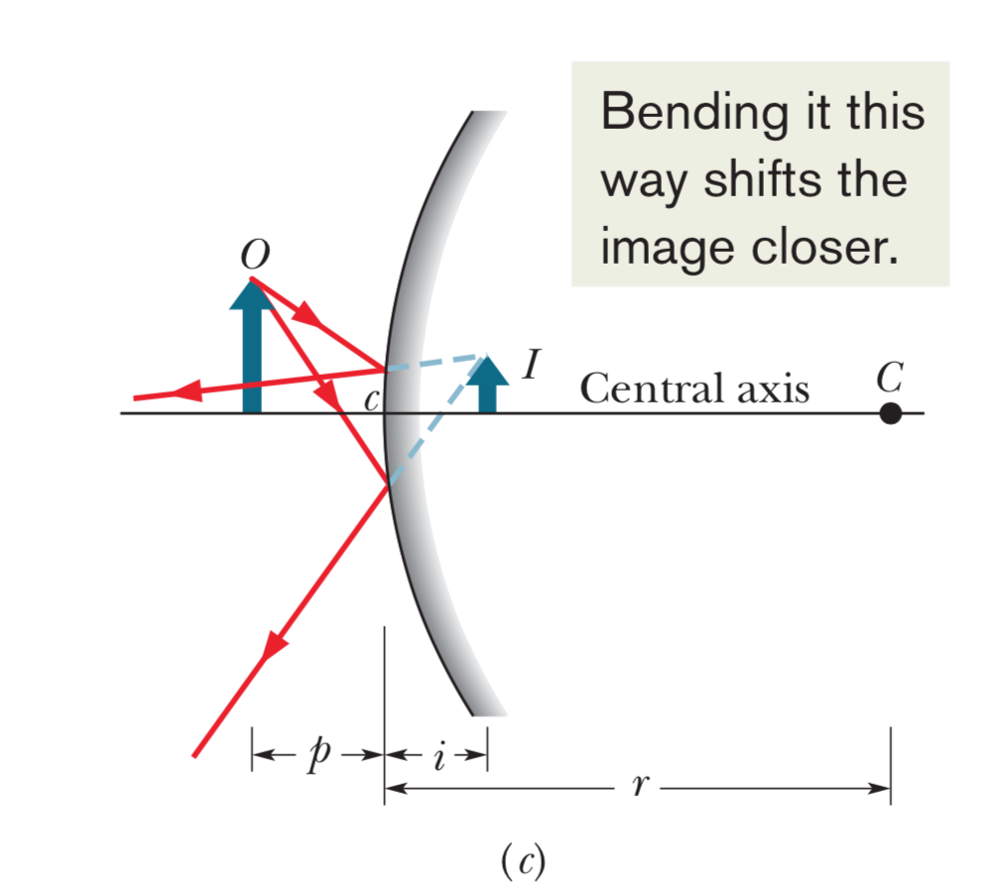 Bending it this
way shifts the
image closer.
O
I
Central axis
C
c
p
i
r
(c)